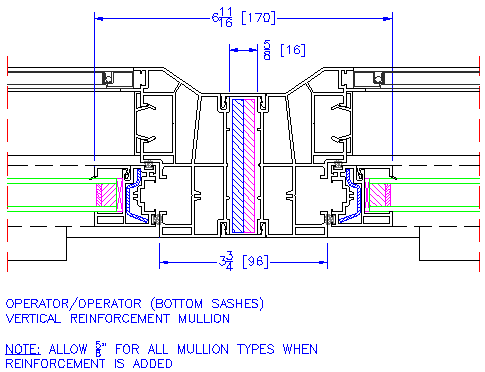 6 11/16 [170]
5/8 [16]
3 3/4 [96]
OPERATOR/OPERATOR (BOTTOM SASHES)
VERTICAL REINFORCEMENT MULLION
NOTE: ALLOW 5/8" FOR ALL MULLION TYPES WHEN
REINFORCEMENT IS ADDED